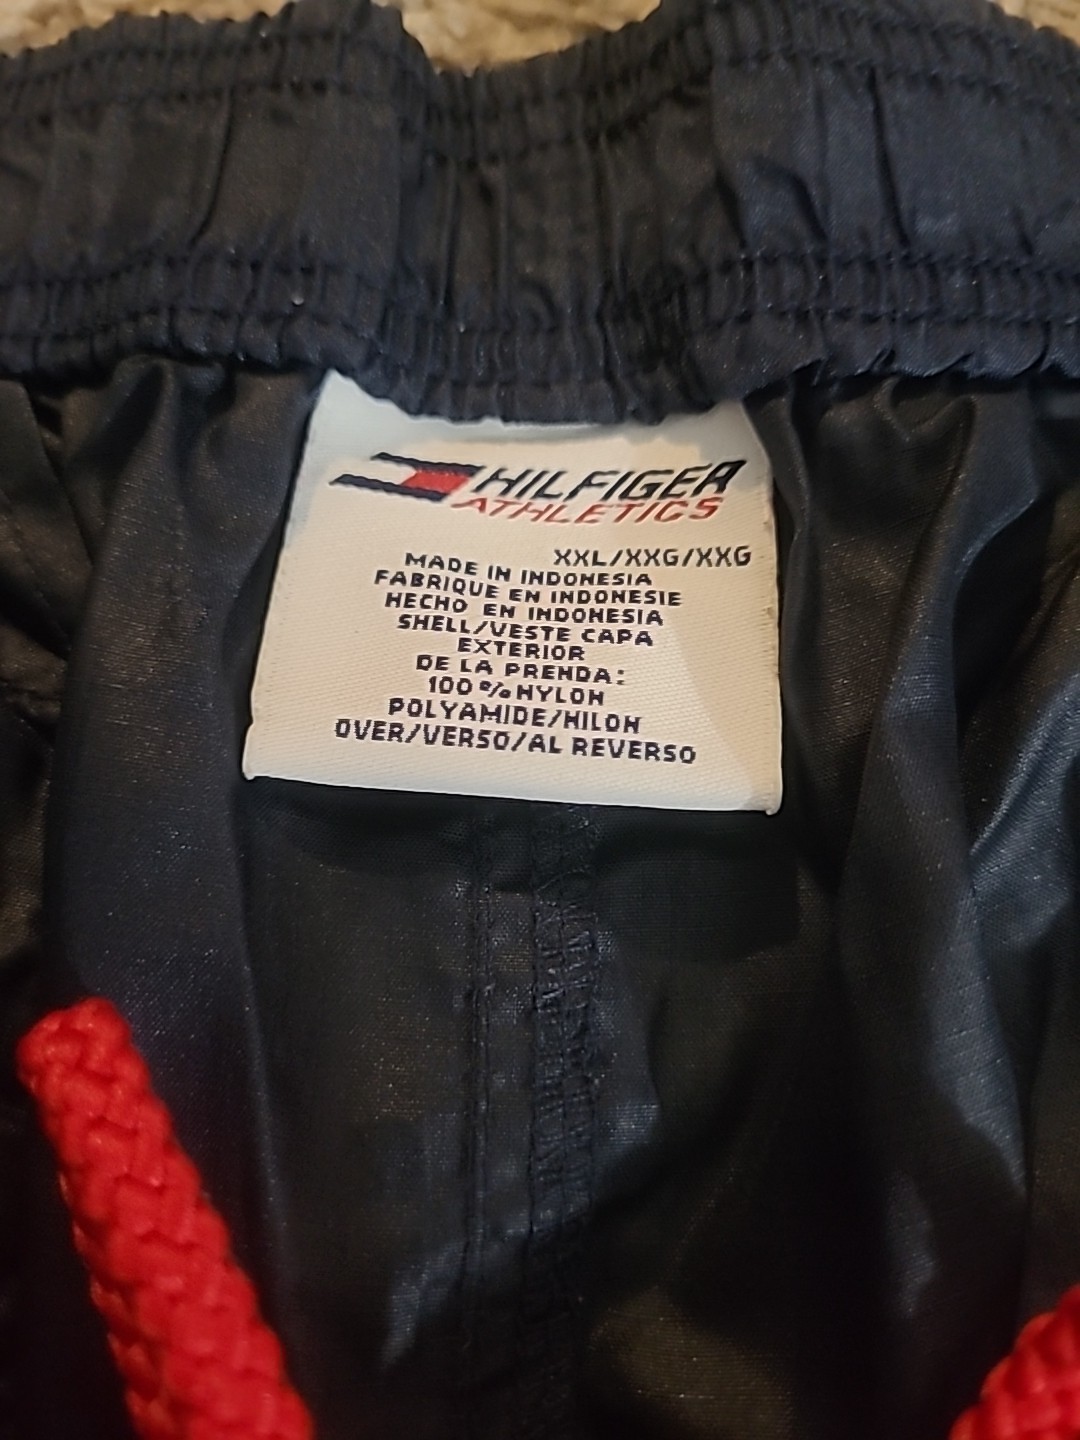 HILFIGER
ATHLETICS
XXL/XXG/XXG
MADE IN INDONESIA
FABRIQUE EN INDONESIE
HECHO EN INDONESIA
SHELL/VESTE CAPA
EXTERIOR
DE LA PRENDA:
100%NYLON
POLYAMIDE/NILON
OVER/VERSO/AL REVERSO